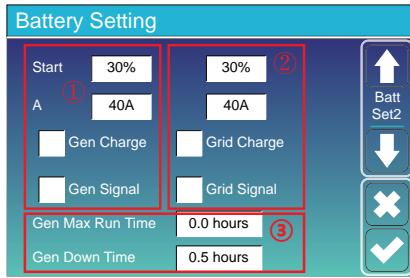 Battery Setting
Start 30% 30% ②
A ① 40A 40A
Gen Charge Grid Charge
Gen Signal Grid Signal
Gen Max Run Time 0.0 hours ③
Gen Down Time 0.5 hours
Batt
Set2